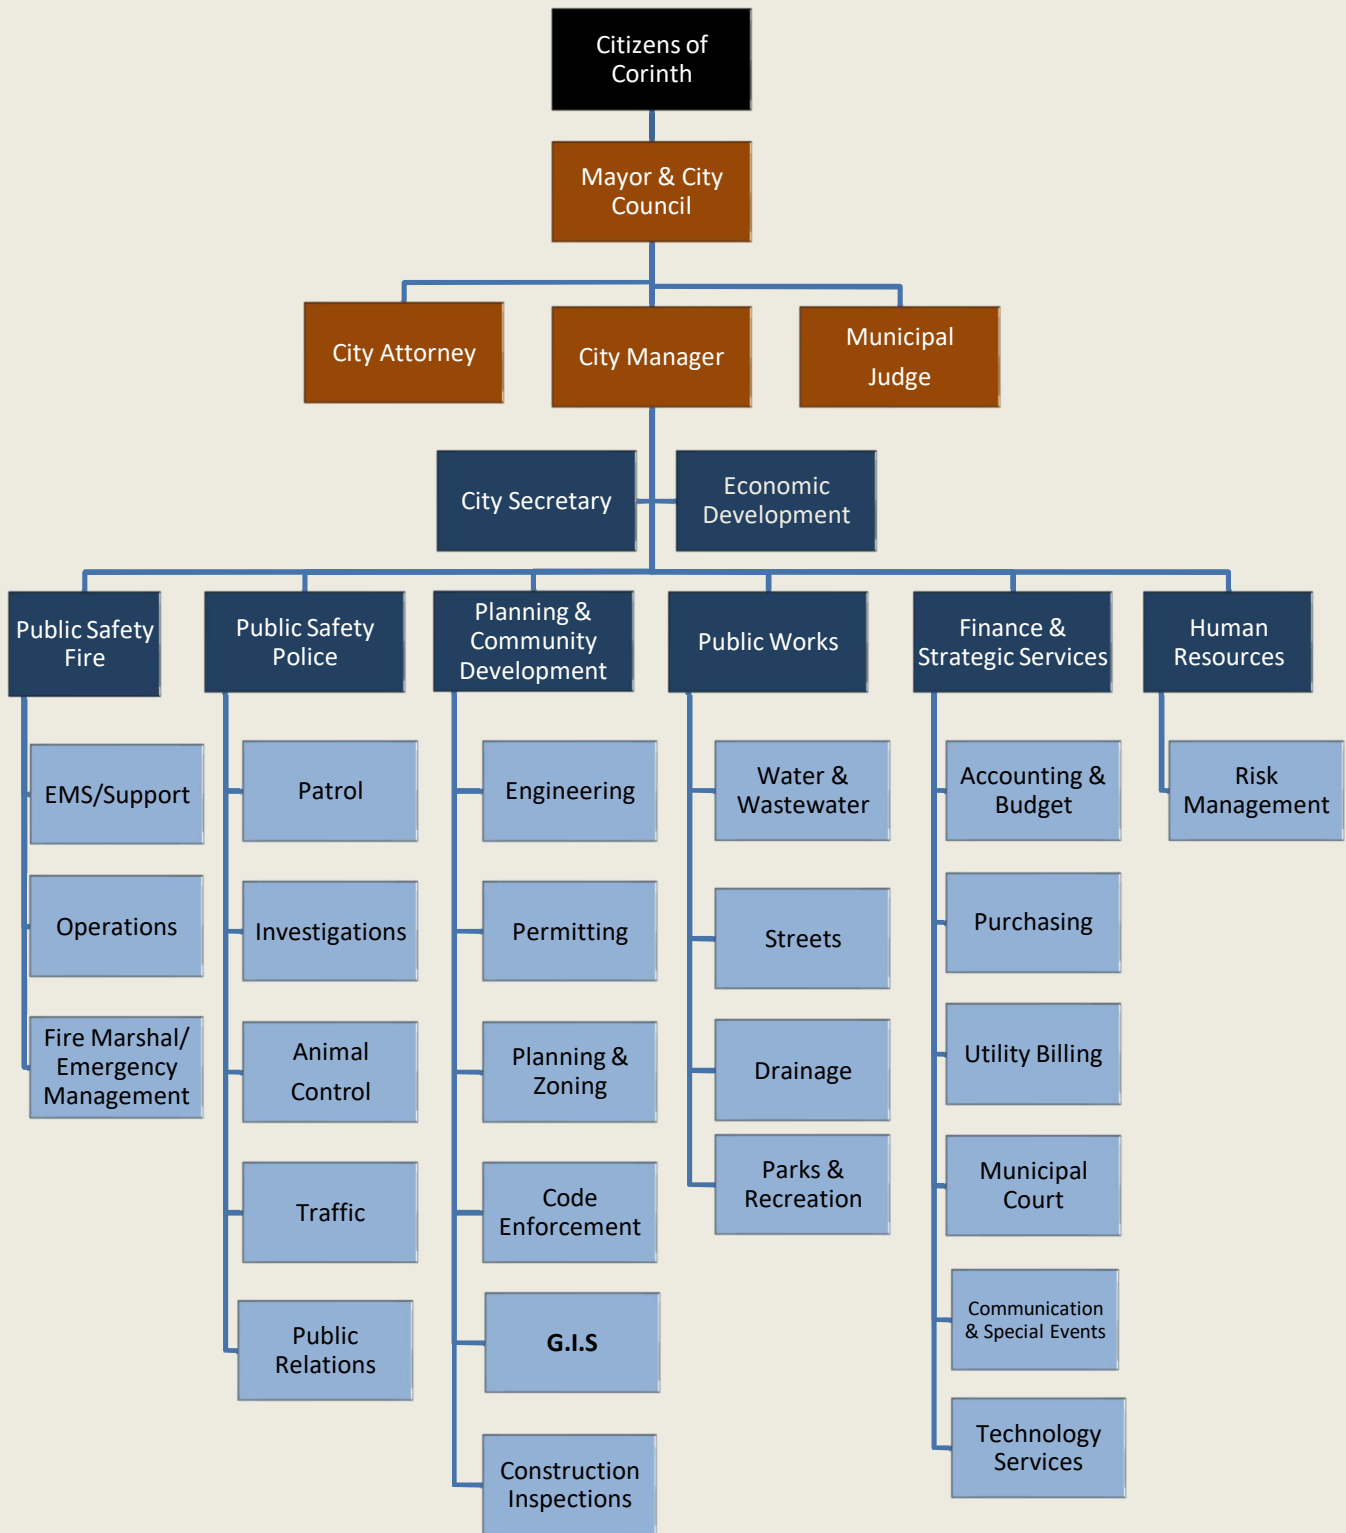 Citizens of
Corinth
Mayor & City
Council
City Attorney
City Manager
Municipal
Judge
City Secretary
Economic
Development
Public Safety
Fire
Public Safety
Police
Planning &
Community
Development
Public Works
Finance &
Strategic Services
Human
Resources
EMS/Support
Operations
Fire Marshal/
Emergency
Management
Patrol
Investigations
Animal
Control
Traffic
Public
Relations
Engineering
Permitting
Planning &
Zoning
Code
Enforcement
G.I.S
Construction
Inspections
Water &
Wastewater
Streets
Drainage
Parks &
Recreation
Accounting &
Budget
Purchasing
Utility Billing
Municipal
Court
Communication
& Special Events
Technology
Services
Risk
Management